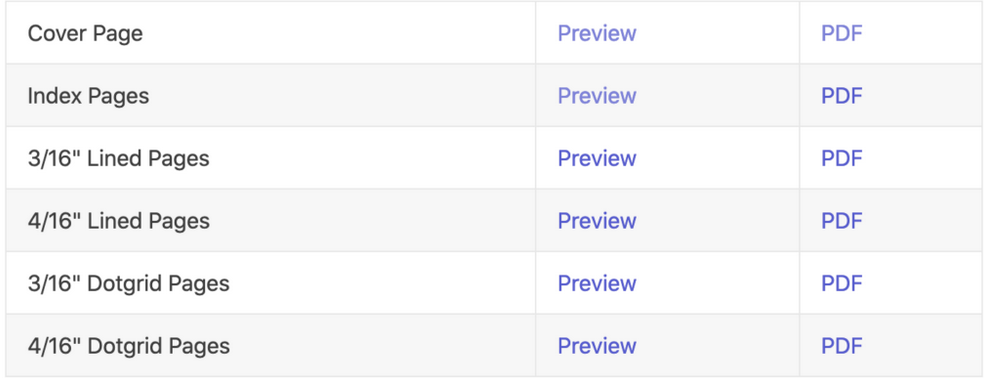 Cover Page Preview PDF
Index Pages Preview PDF
3/16" Lined Pages Preview PDF
4/16" Lined Pages Preview PDF
3/16" Dotgrid Pages Preview PDF
4/16" Dotgrid Pages Preview PDF